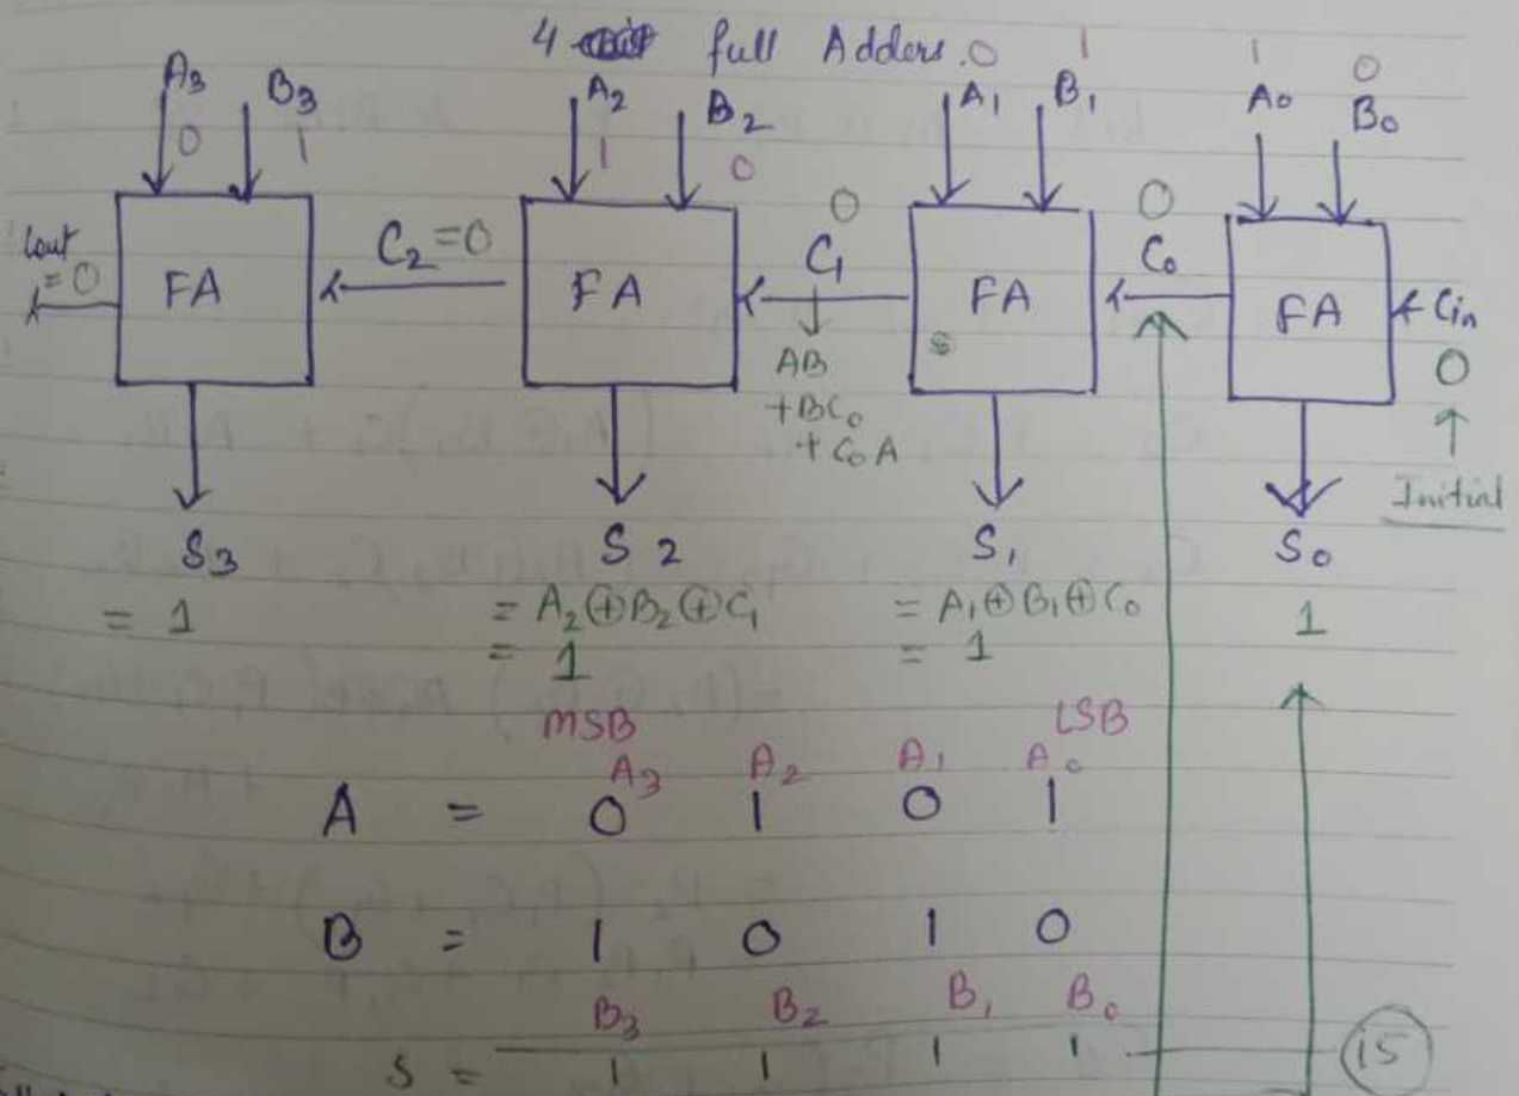 4 full Adders. 0 1 1 0
A3 B3 A2 B2 A1 B1 A0 B0
0 1 1 0
0 0
Cout = 0 FA C2 = 0 FA C1 FA C0 FA Cin
0
AB
+ BC0
+ C0A
↑
Initial
S3 S2 S1 S0
= 1 = A2 ⊕ B2 ⊕ C1 = A1 ⊕ B1 ⊕ C0 1
= 1 = 1
MSB LSB
A3 A2 A1 A0
A = 0 1 0 1
B = 1 0 1 0
B3 B2 B1 B0
S = 1 1 1 1 15